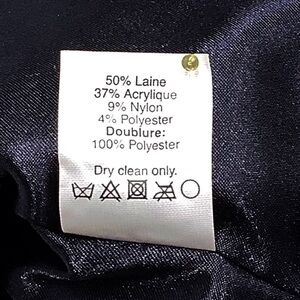 50% Laine
37% Acrylique
9% Nylon
4% Polyester
Doublure:
100% Polyester
Dry clean only.